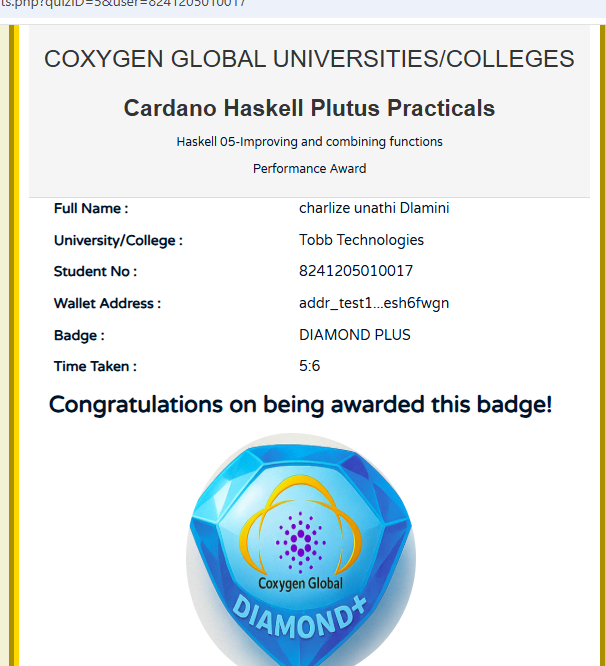 ts.php?quizID=5&user=8241205010017
COXYGEN GLOBAL UNIVERSITIES/COLLEGES
Cardano Haskell Plutus Practicals
Haskell 05-Improving and combining functions
Performance Award
Full Name : charlize unathi Dlamini
University/College : Tobb Technologies
Student No : 8241205010017
Wallet Address : addr_test1...esh6fwgn
Badge : DIAMOND PLUS
Time Taken : 5:6
Congratulations on being awarded this badge!
Coxygen Global
DIAMOND+